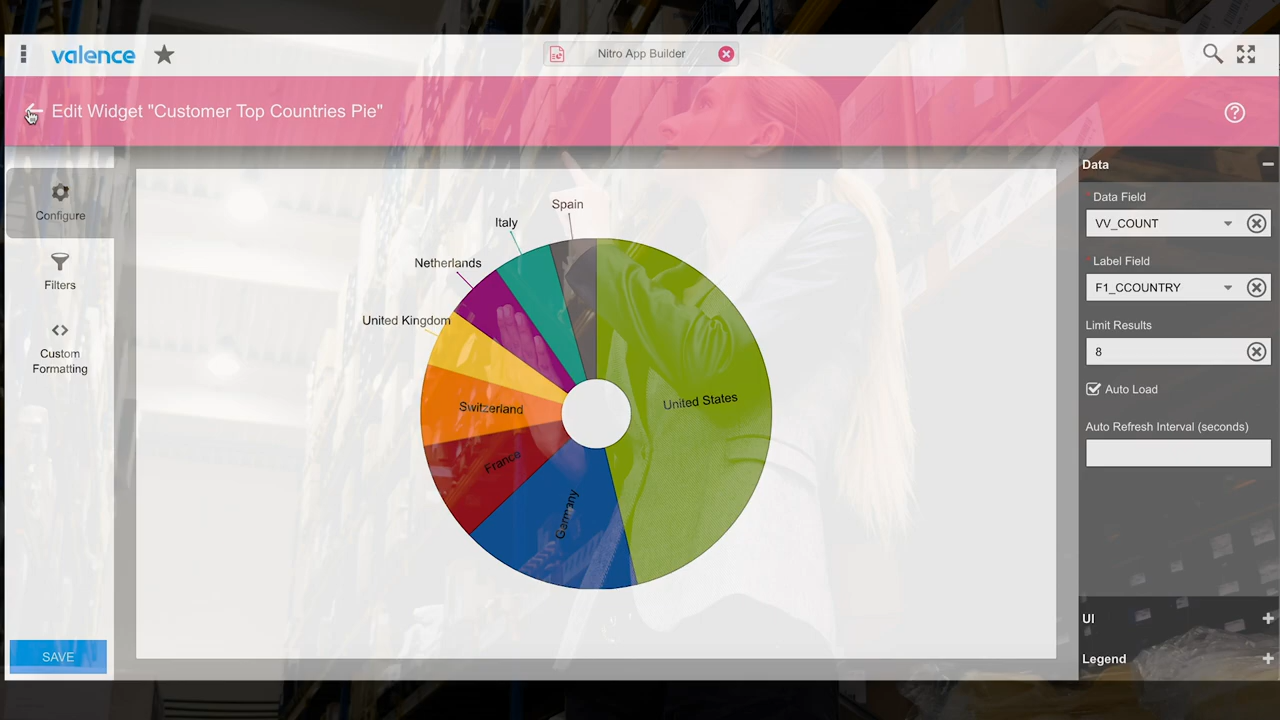 valence
Nitro App Builder
Edit Widget "Customer Top Countries Pie"
Configure
Filters
Custom
Formatting
SAVE
Spain
Italy
Netherlands
United Kingdom
Switzerland
France
Germany
United States
Data
* Data Field
VV_COUNT
* Label Field
F1_CCOUNTRY
Limit Results
8
Auto Load
Auto Refresh Interval (seconds)
UI
Legend